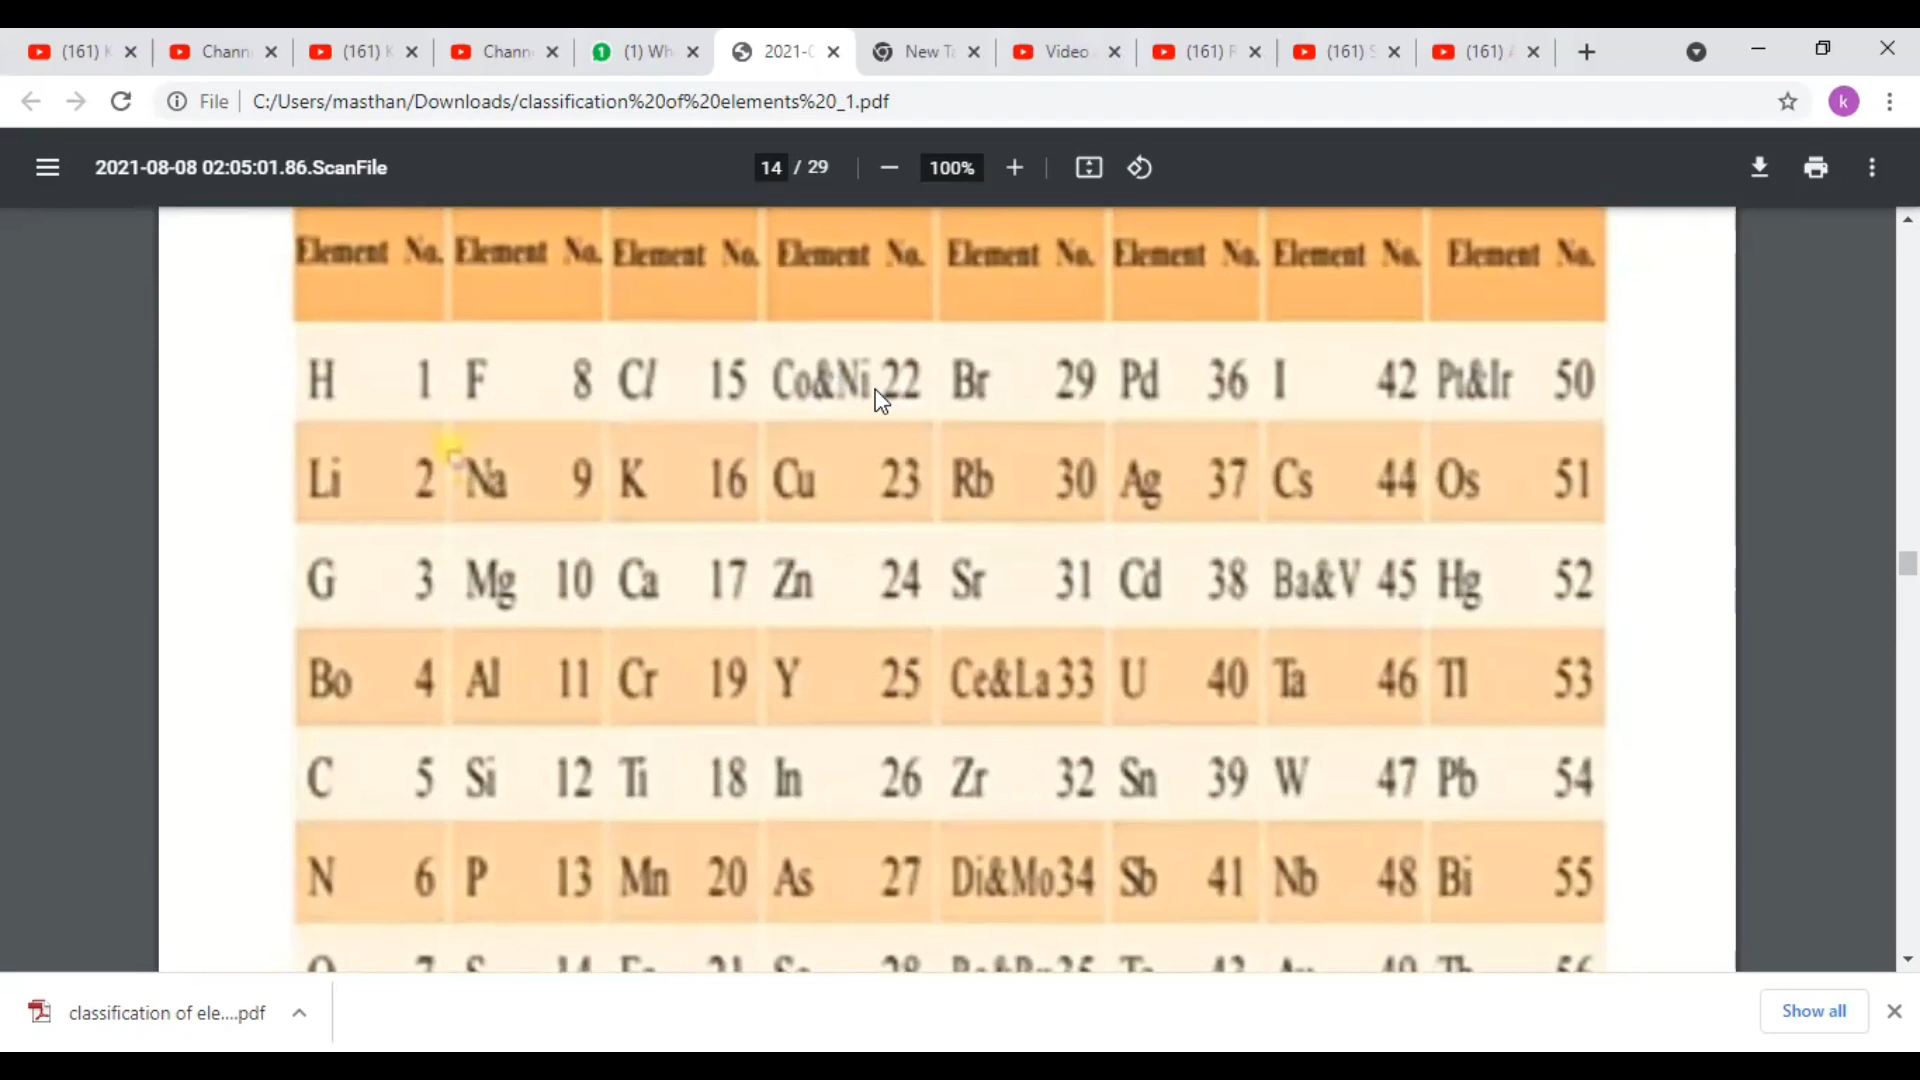 (161) K
Chann
(161) K
Chann
1 (1) Wh
2021-0
New Ta
Video
(161) F
(161) S
(161) A
File C:/Users/masthan/Downloads/classification%20of%20elements%20_1.pdf
k
2021-08-08 02:05:01.86.ScanFile 14 / 29 100%
Element No. Element No. Element No. Element No. Element No. Element No. Element No. Element No.
H 1 F 8 Cl 15 Co&Ni 22 Br 29 Pd 36 I 42 Pt&Ir 50
Li 2 Na 9 K 16 Cu 23 Rb 30 Ag 37 Cs 44 Os 51
G 3 Mg 10 Ca 17 Zn 24 Sr 31 Cd 38 Ba&V 45 Hg 52
Bo 4 Al 11 Cr 19 Y 25 Ce&La 33 U 40 Ta 46 Tl 53
C 5 Si 12 Ti 18 In 26 Zr 32 Sn 39 W 47 Pb 54
N 6 P 13 Mn 20 As 27 Di&Mo 34 Sb 41 Nb 48 Bi 55
classification of ele....pdf
Show all